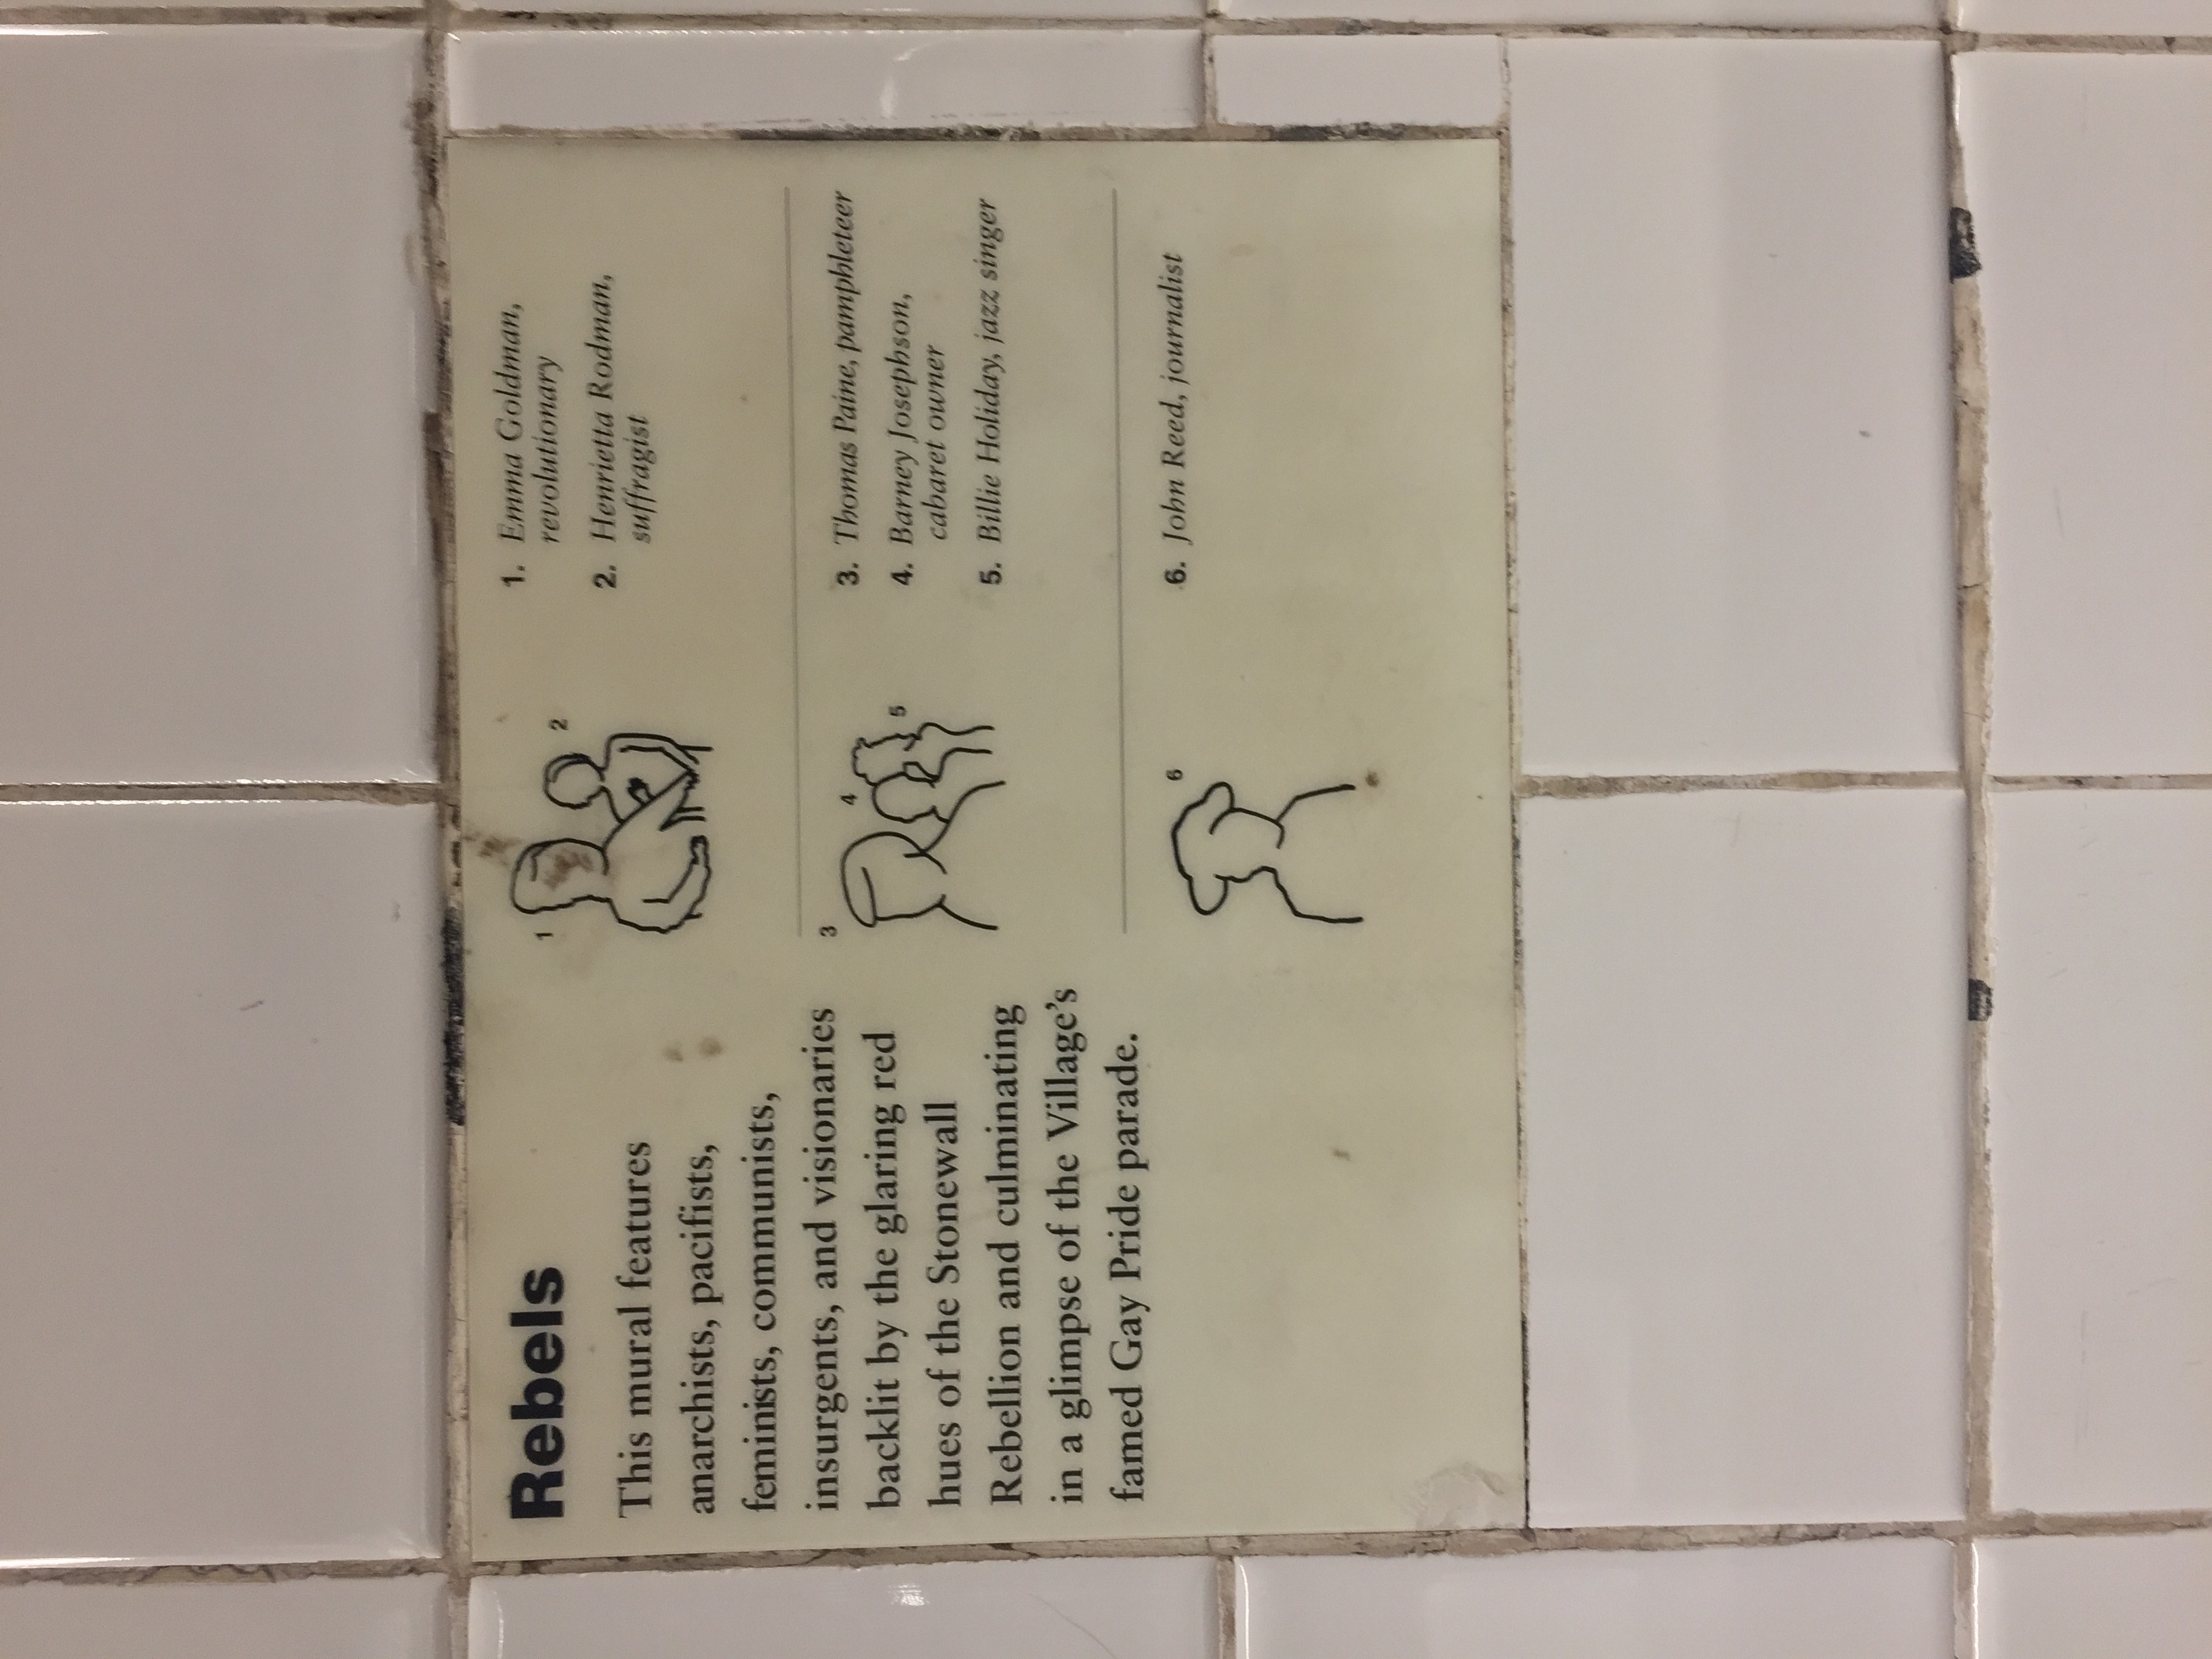 Rebels
This mural features
anarchists, pacifists,
feminists, communists,
insurgents, and visionaries
backlit by the glaring red
hues of the Stonewall
Rebellion and culminating
in a glimpse of the Village's
famed Gay Pride parade.
1
2
1. Emma Goldman,
revolutionary
2. Henrietta Rodman,
suffragist
3
4
5
3. Thomas Paine, pamphleteer
4. Barney Josephson,
cabaret owner
5. Billie Holiday, jazz singer
6
6. John Reed, journalist